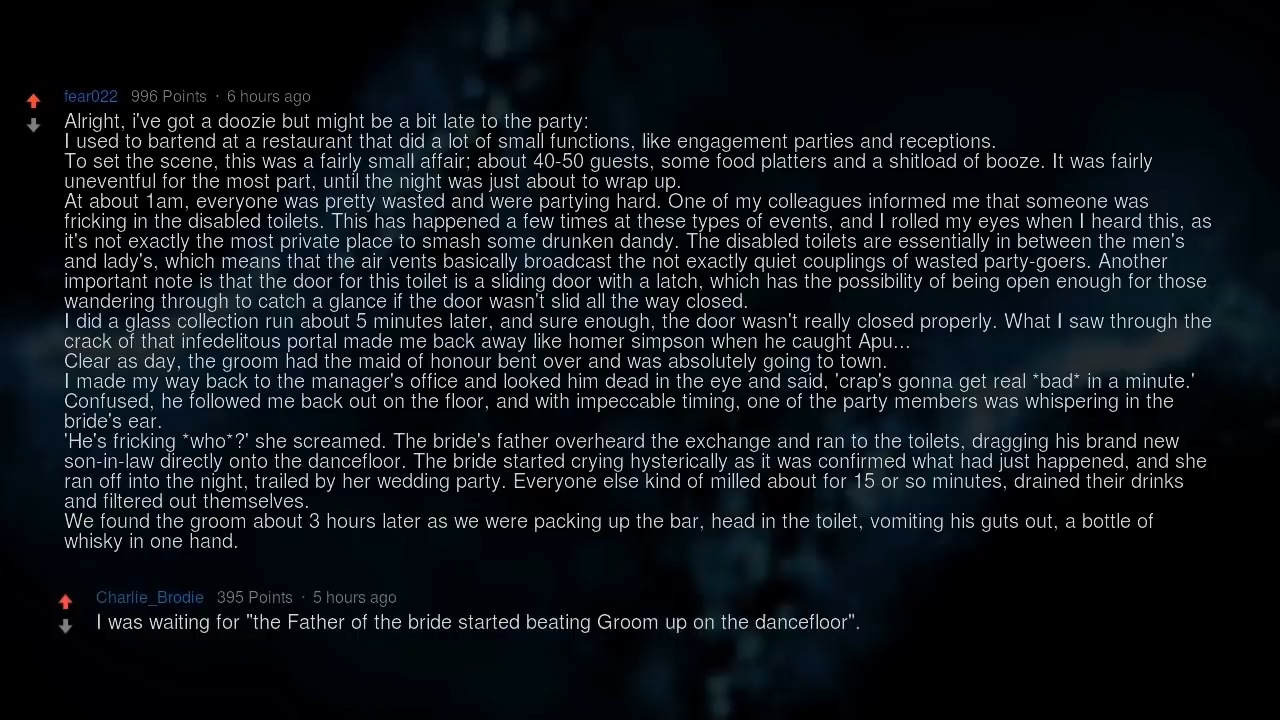 fear022 996 Points · 6 hours ago
Alright, i've got a doozie but might be a bit late to the party:
I used to bartend at a restaurant that did a lot of small functions, like engagement parties and receptions.
To set the scene, this was a fairly small affair; about 40-50 guests, some food platters and a shitload of booze. It was fairly
uneventful for the most part, until the night was just about to wrap up.
At about 1am, everyone was pretty wasted and were partying hard. One of my colleagues informed me that someone was
fricking in the disabled toilets. This has happened a few times at these types of events, and I rolled my eyes when I heard this, as
it's not exactly the most private place to smash some drunken dandy. The disabled toilets are essentially in between the men's
and lady's, which means that the air vents basically broadcast the not exactly quiet couplings of wasted party-goers. Another
important note is that the door for this toilet is a sliding door with a latch, which has the possibility of being open enough for those
wandering through to catch a glance if the door wasn't slid all the way closed.
I did a glass collection run about 5 minutes later, and sure enough, the door wasn't really closed properly. What I saw through the
crack of that infedelitous portal made me back away like homer simpson when he caught Apu...
Clear as day, the groom had the maid of honour bent over and was absolutely going to town.
I made my way back to the manager's office and looked him dead in the eye and said, 'crap's gonna get real *bad* in a minute.'
Confused, he followed me back out on the floor, and with impeccable timing, one of the party members was whispering in the
bride's ear.
'He's fricking *who*?' she screamed. The bride's father overheard the exchange and ran to the toilets, dragging his brand new
son-in-law directly onto the dancefloor. The bride started crying hysterically as it was confirmed what had just happened, and she
ran off into the night, trailed by her wedding party. Everyone else kind of milled about for 15 or so minutes, drained their drinks
and filtered out themselves.
We found the groom about 3 hours later as we were packing up the bar, head in the toilet, vomiting his guts out, a bottle of
whisky in one hand.
Charlie_Brodie 395 Points · 5 hours ago
I was waiting for "the Father of the bride started beating Groom up on the dancefloor".